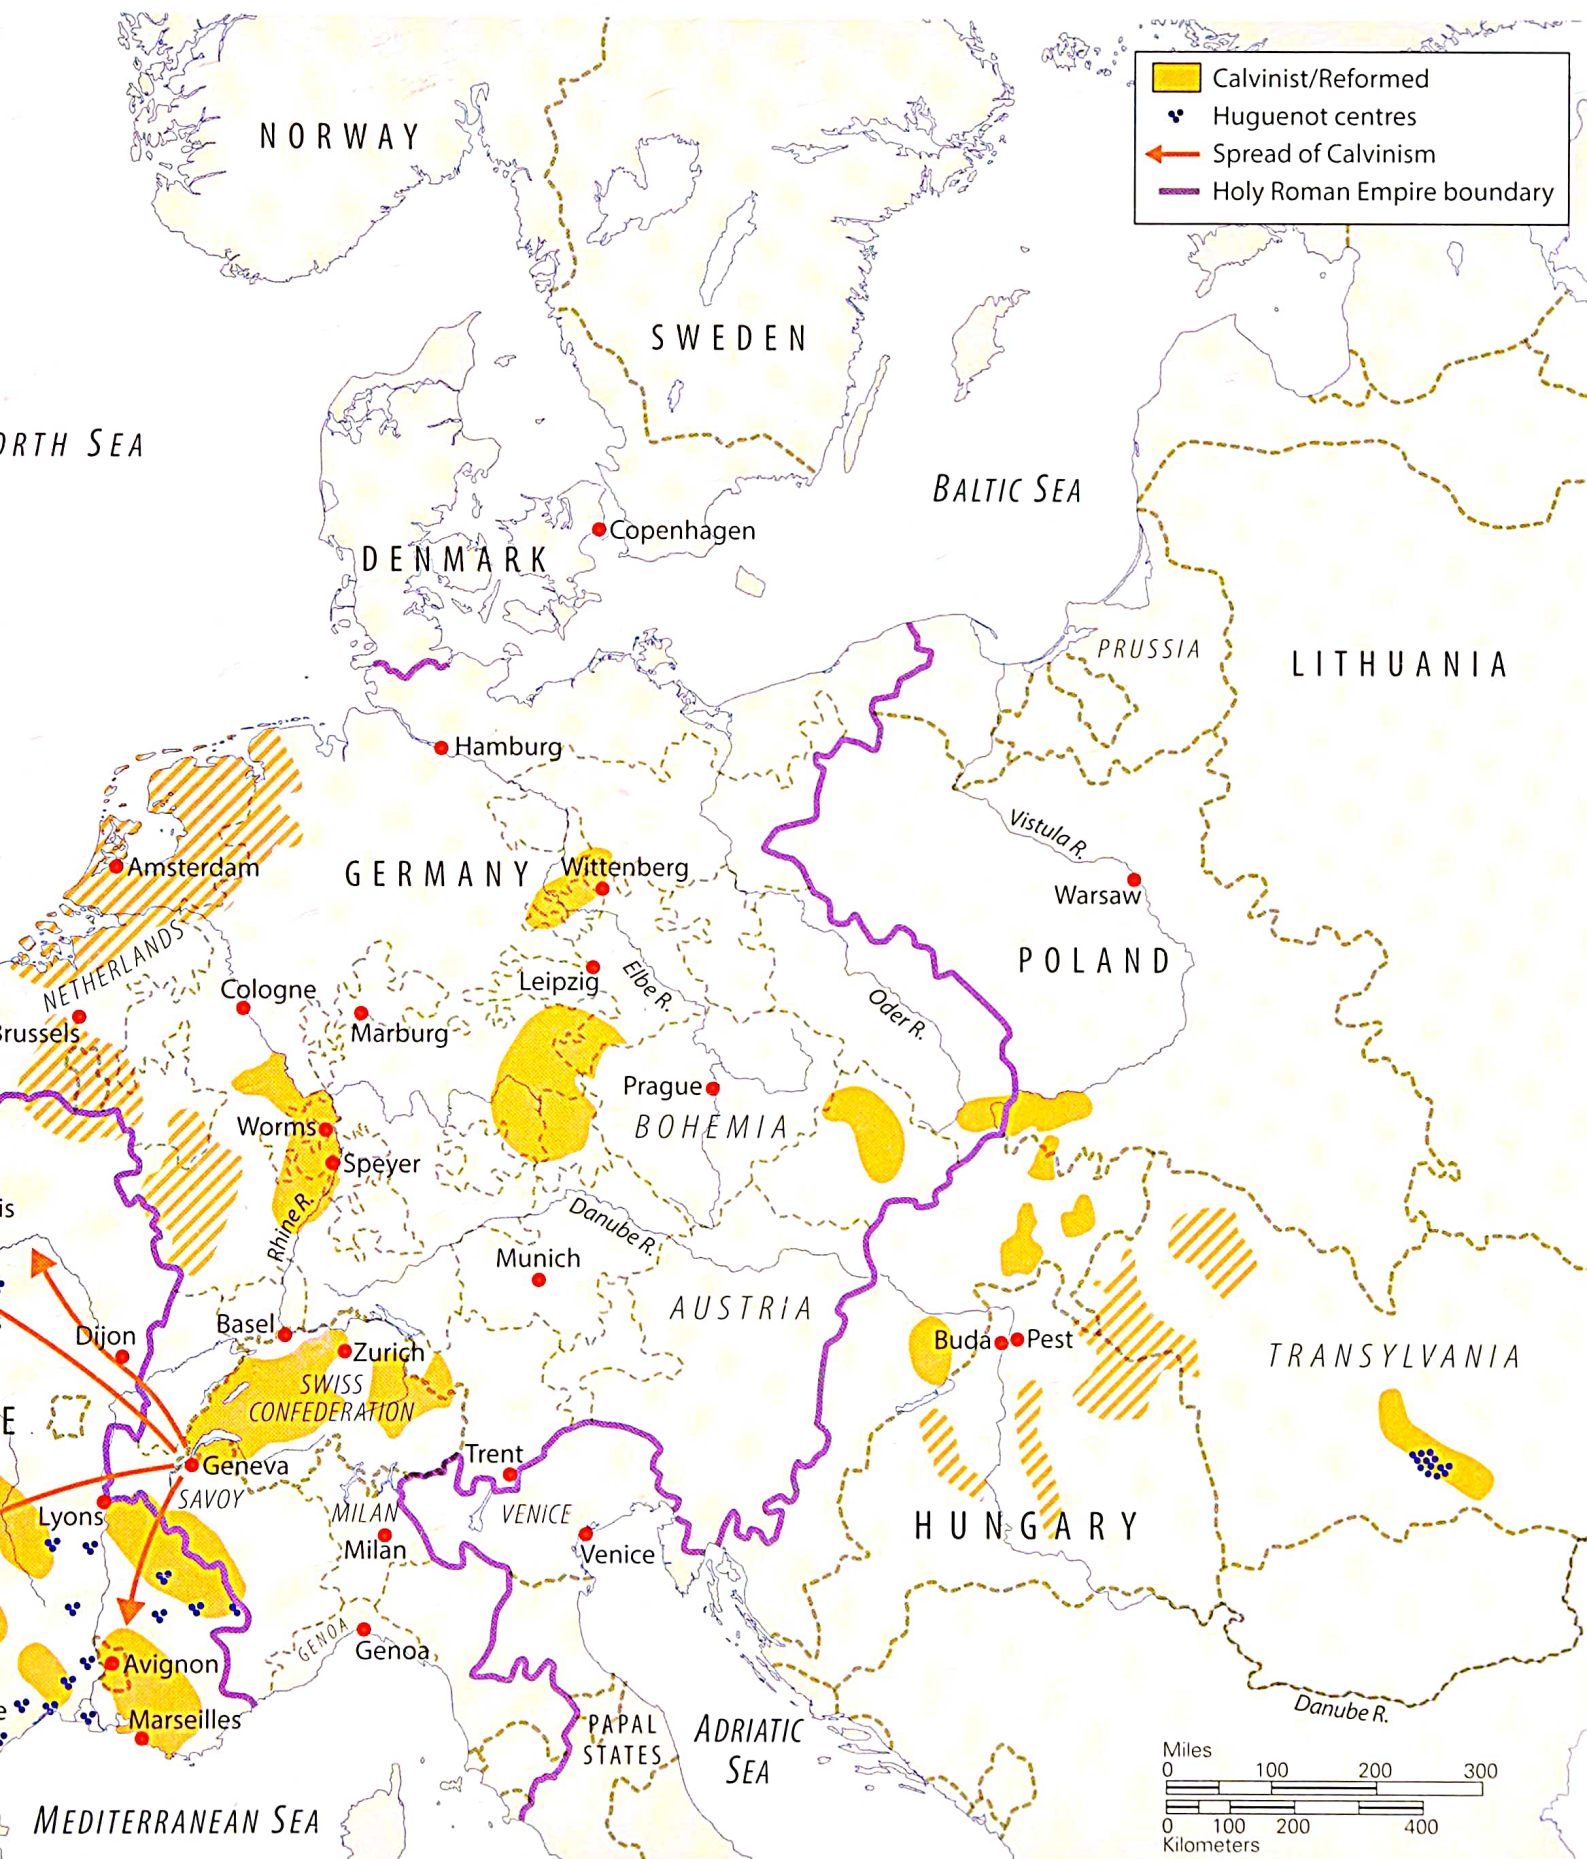 Calvinist/Reformed
Huguenot centres
Spread of Calvinism
Holy Roman Empire boundary
NORWAY
SWEDEN
ORTH SEA
BALTIC SEA
Copenhagen
DENMARK
PRUSSIA
LITHUANIA
Hamburg
Vistula R.
Amsterdam
GERMANY
Wittenberg
Warsaw
POLAND
NETHERLANDS
Cologne
Leipzig
Elbe R.
Oder R.
Brussels
Marburg
Prague
BOHEMIA
Worms
Speyer
is
Rhine R.
Danube R.
Munich
AUSTRIA
Basel
Dijon
Zurich
Buda
Pest
TRANSYLVANIA
SWISS
CONFEDERATION
E
Geneva
Trent
SAVOY
Lyons
MILAN
Milan
VENICE
Venice
HUNGARY
GENOA
Genoa
Avignon
e
Marseilles
PAPAL
STATES
ADRIATIC
SEA
Danube R.
MEDITERRANEAN SEA
Miles
0 100 200 300
0 100 200 400
Kilometers